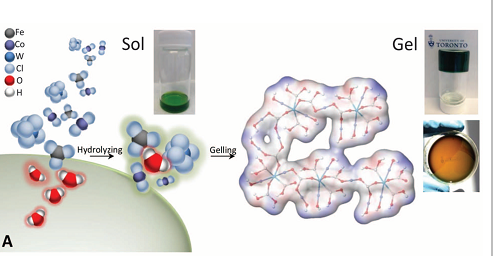 Fe
Co
W
Cl
O
H
Sol
Gel
UNIVERSITY OF
TORONTO
Hydrolyzing
Gelling
A